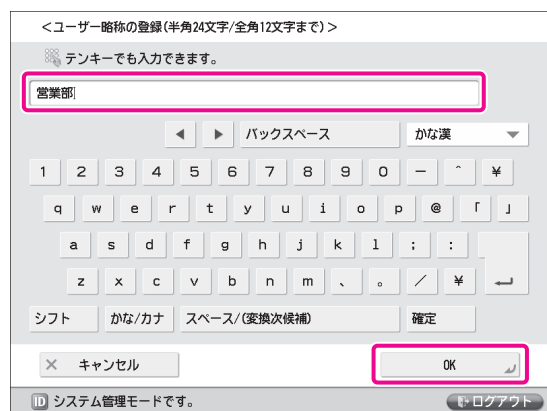 ＜ユーザー略称の登録(半角24文字/全角12文字まで)＞
テンキーでも入力できます。
営業部
◀ ▶ バックスペース かな漢 ▼
1 2 3 4 5 6 7 8 9 0 － ＾ ￥
q w e r t y u i o p @ 「 」
a s d f g h j k l ; :
z x c v b n m 、 。 ／ ￥ ↵
シフト かな/カナ スペース/(変換次候補) 確定
× キャンセル OK
ID システム管理モードです。 ログアウト